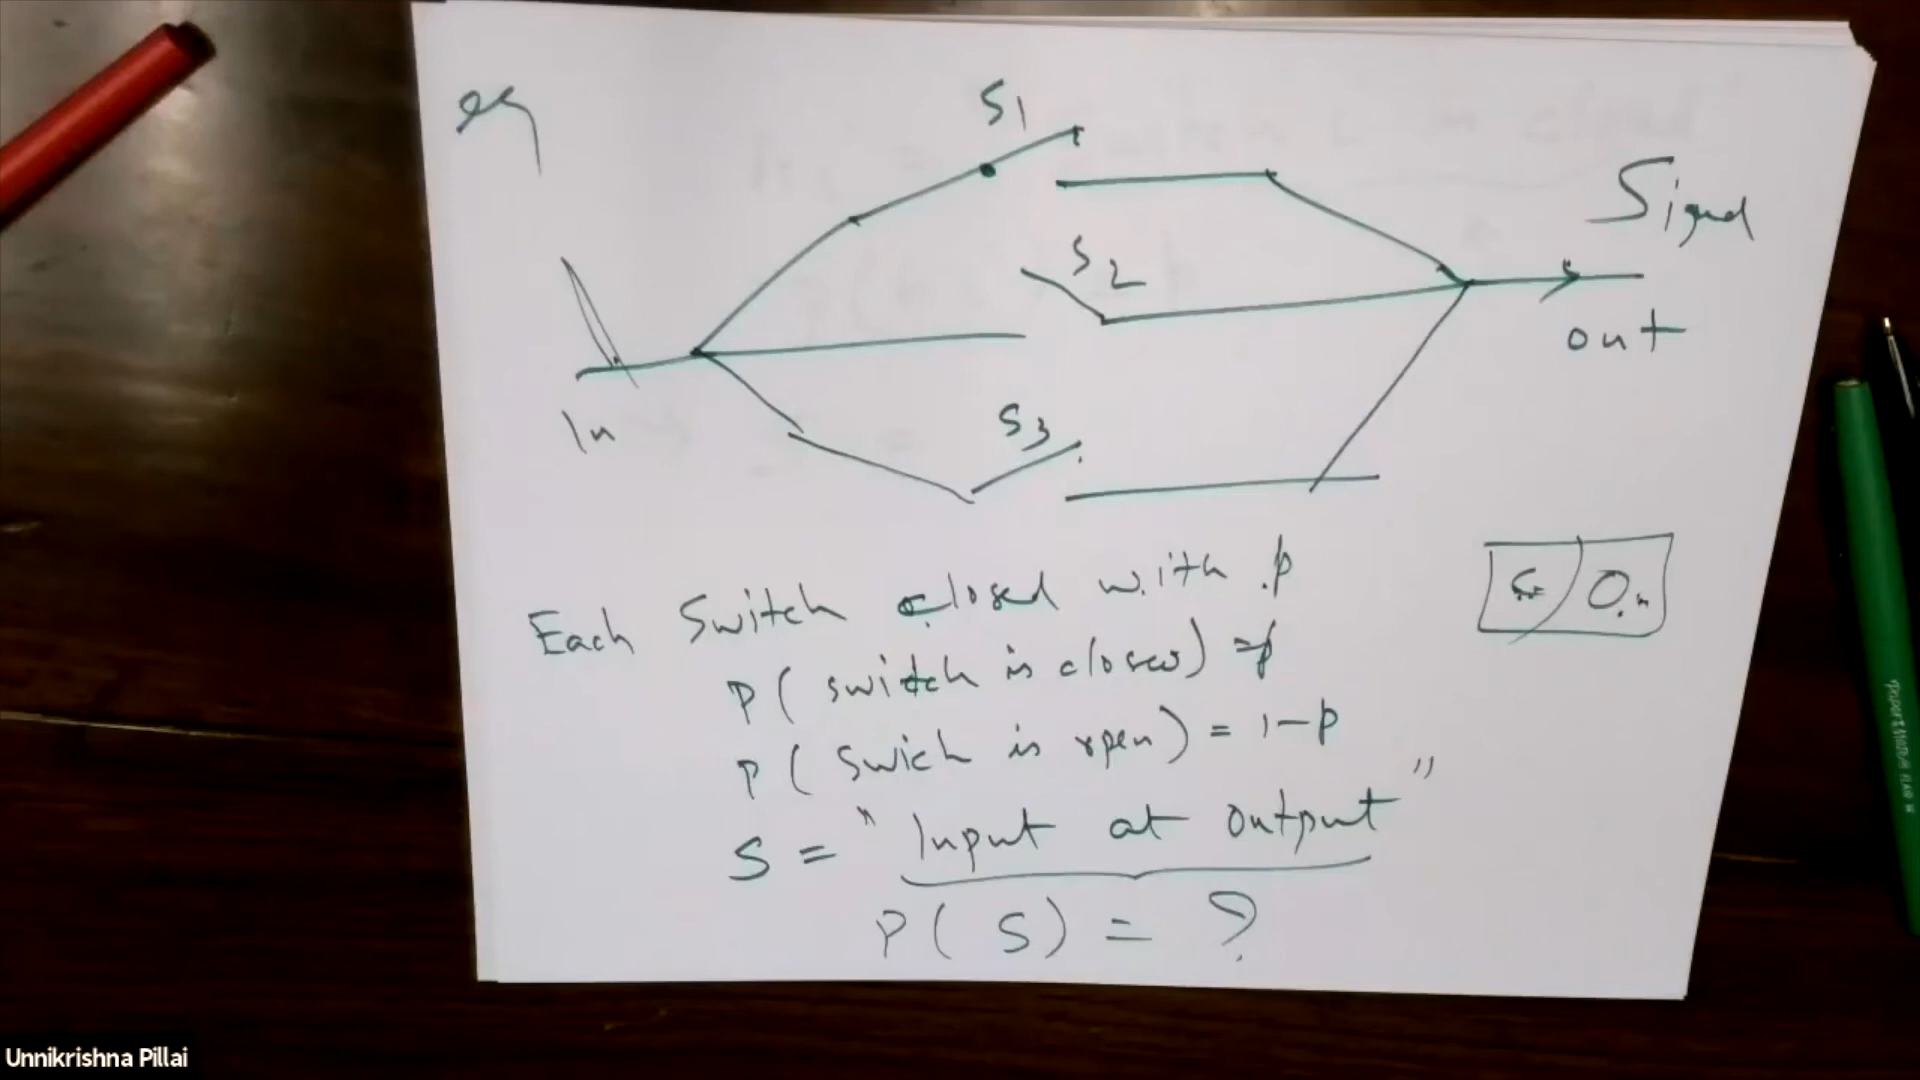 eg
S1
Signal
S2
out
In
S3
Each Switch closed with p
P( switch is closed) = p
P( swich is open) = 1-p
S = "Input at output"
P( S) = ?
Unnikrishna Pillai